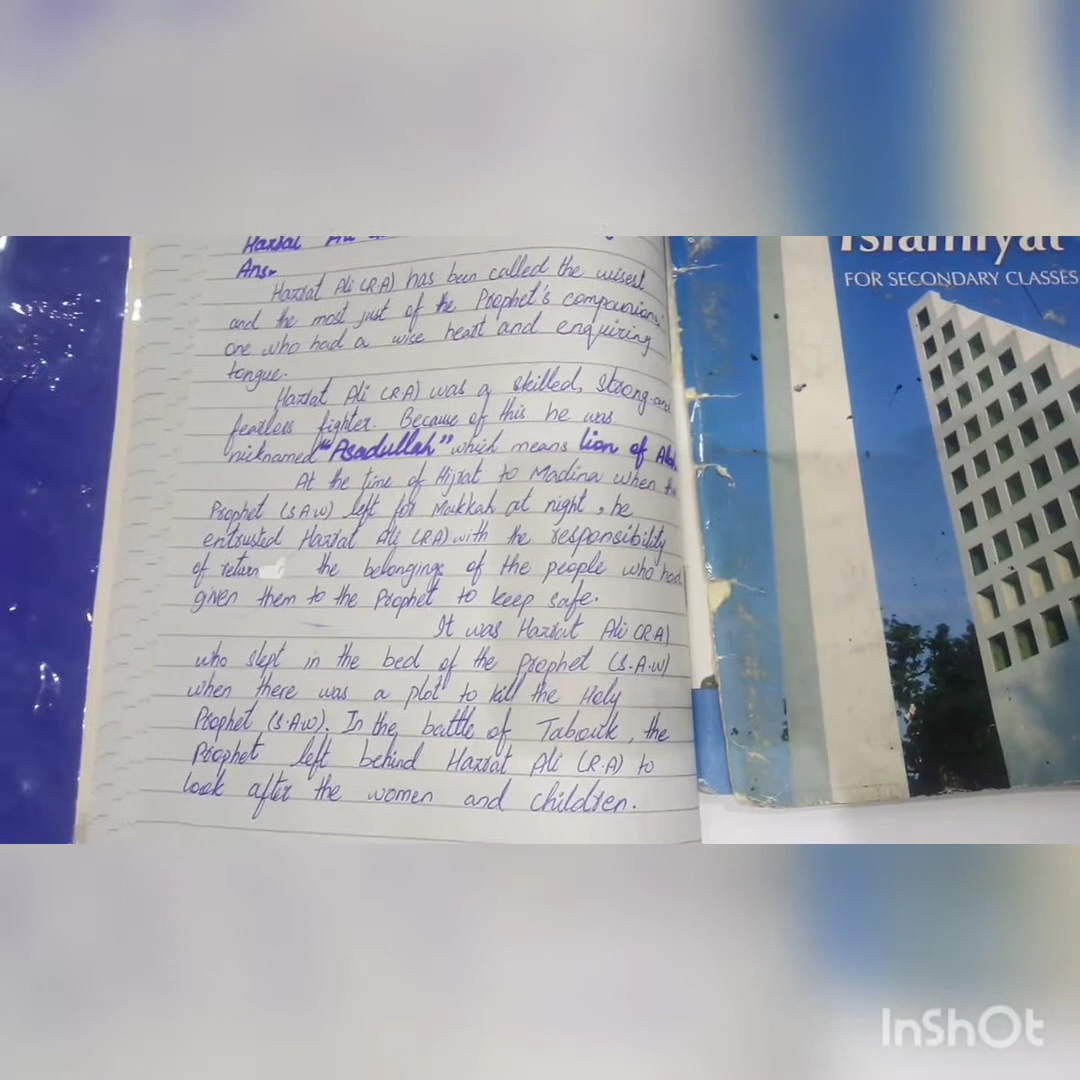 Hazrat Ali
Ans:
Hazrat Ali (R.A) has been called the wisest
and the most just of the Prophet's companions,
one who had a wise heart and enquiring
tongue.
Hazrat Ali (R.A) was a skilled, strong and
fearless fighter. Because of this he was
nicknamed "Asadullah" which means lion of Allah.
At the time of Hijrat to Madina when the
Prophet (S.A.W) left for Makkah at night, he
entrusted Hazrat Ali (R.A) with the responsibility
of return the belongings of the people who had
given them to the Prophet to keep safe.
It was Hazrat Ali (R.A)
who slept in the bed of the Prophet (S.A.W)
when there was a plot to kill the Holy
Prophet (S.A.W). In the battle of Tabouk, the
Prophet left behind Hazrat Ali (R.A) to
look after the women and children.
Islamiyat
FOR SECONDARY CLASSES
InShOt